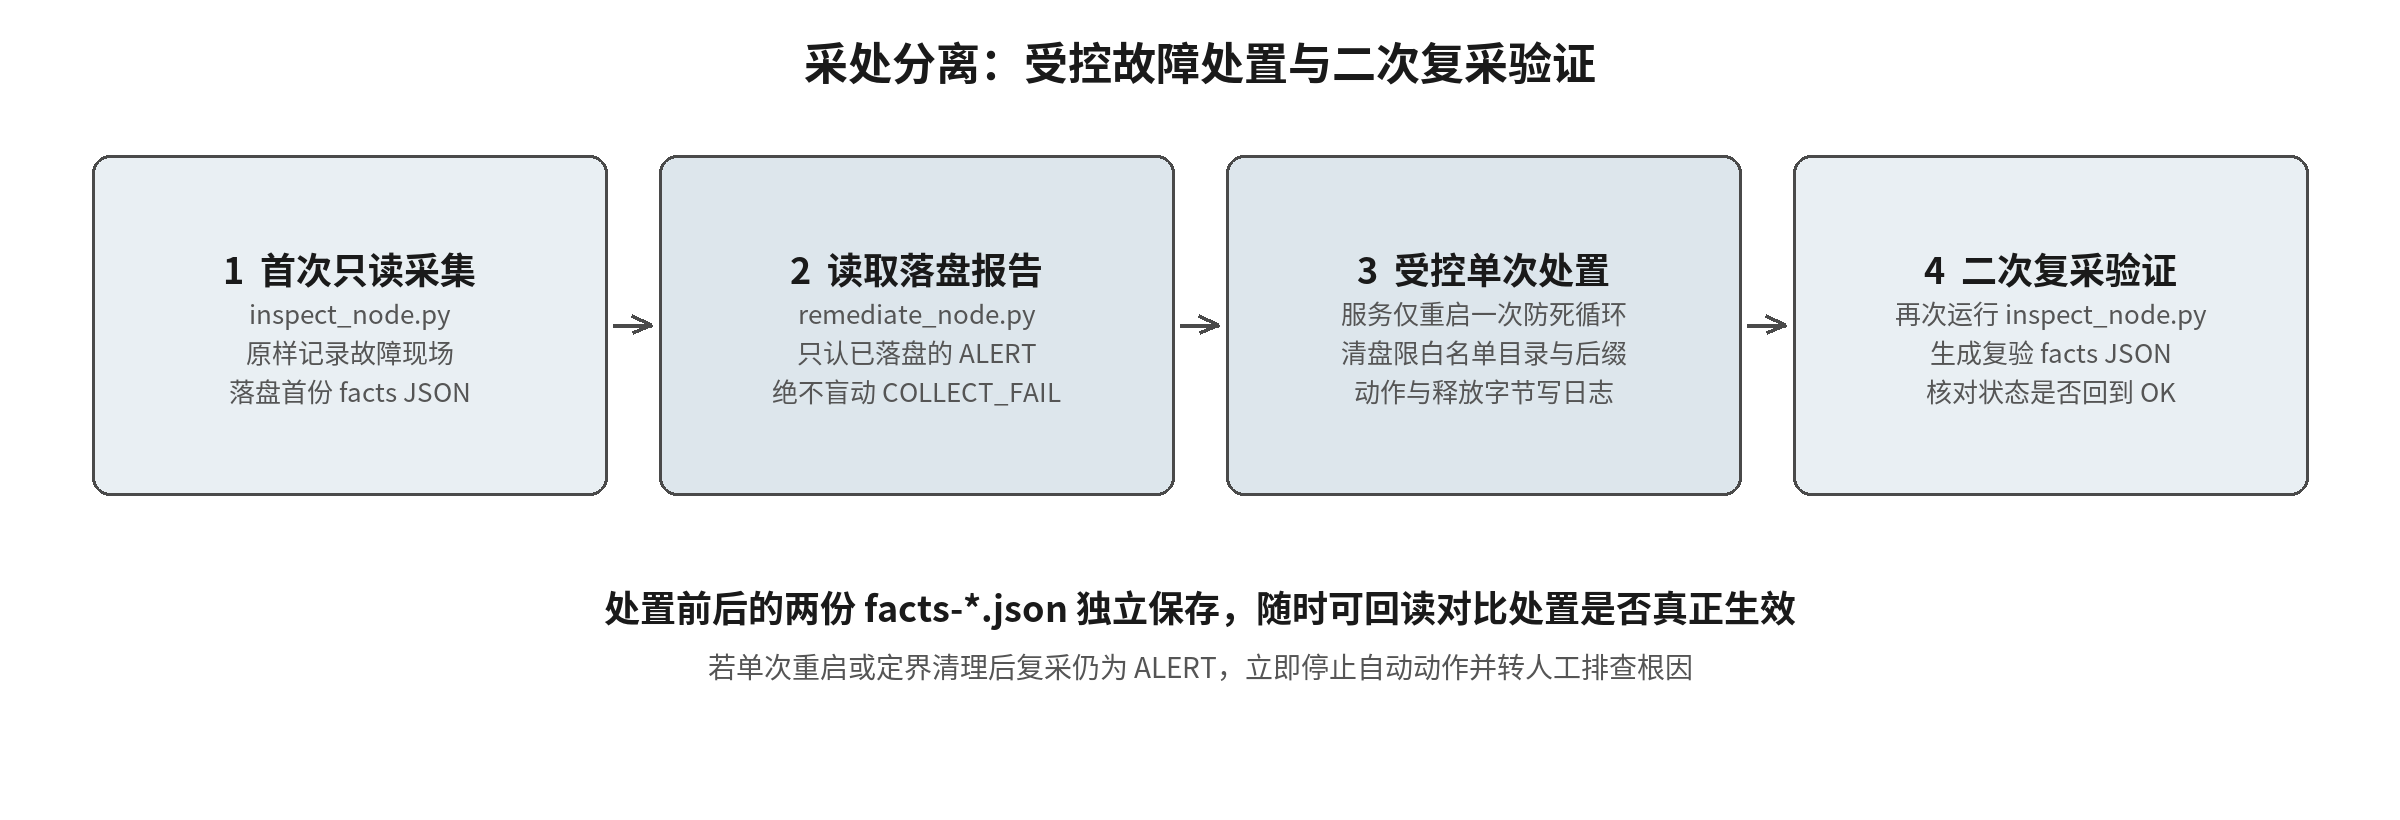 采处分离：受控故障处置与二次复采验证
1 首次只读采集
inspect_node.py
原样记录故障现场
落盘首份 facts JSON
2 读取落盘报告
remediate_node.py
只认已落盘的 ALERT
绝不盲动 COLLECT_FAIL
3 受控单次处置
服务仅重启一次防死循环
清盘限白名单目录与后缀
动作与释放字节写日志
4 二次复采验证
再次运行 inspect_node.py
生成复验 facts JSON
核对状态是否回到 OK
处置前后的两份 facts-*.json 独立保存，随时可回读对比处置是否真正生效
若单次重启或定界清理后复采仍为 ALERT，立即停止自动动作并转人工排查根因